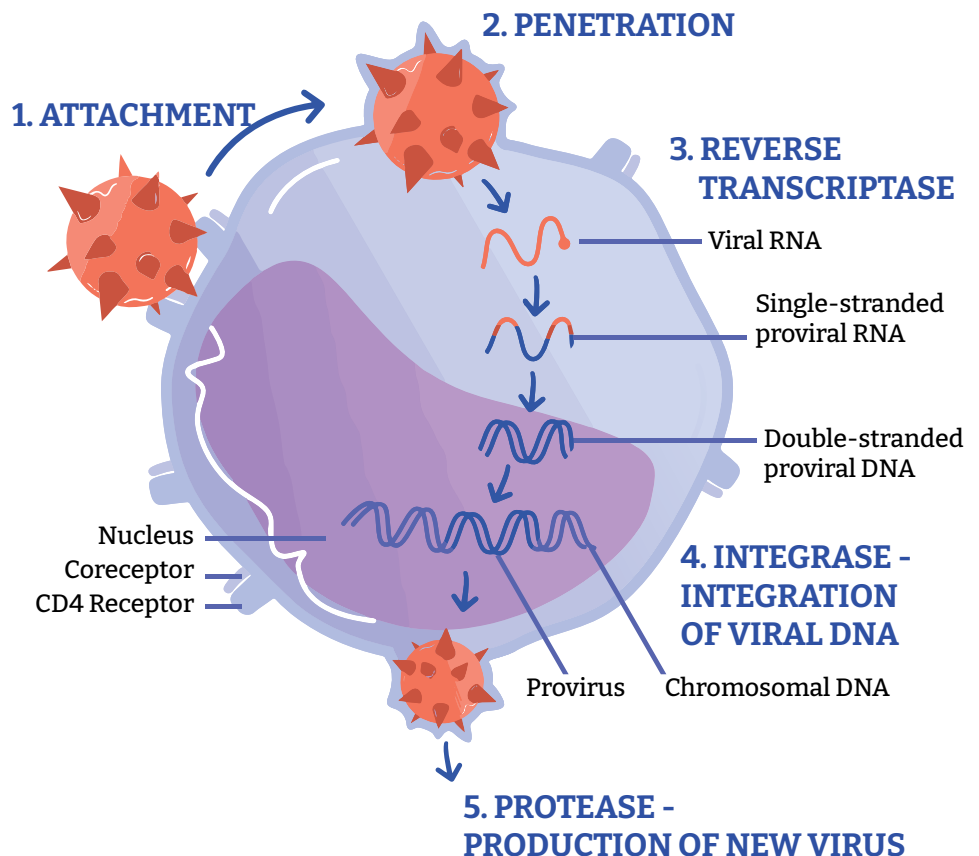 2. PENETRATION
1. ATTACHMENT
3. REVERSE
TRANSCRIPTASE
Viral RNA
Single-stranded
proviral RNA
Double-stranded
proviral DNA
Nucleus
Coreceptor
CD4 Receptor
4. INTEGRASE -
INTEGRATION
OF VIRAL DNA
Provirus
Chromosomal DNA
5. PROTEASE -
PRODUCTION OF NEW VIRUS